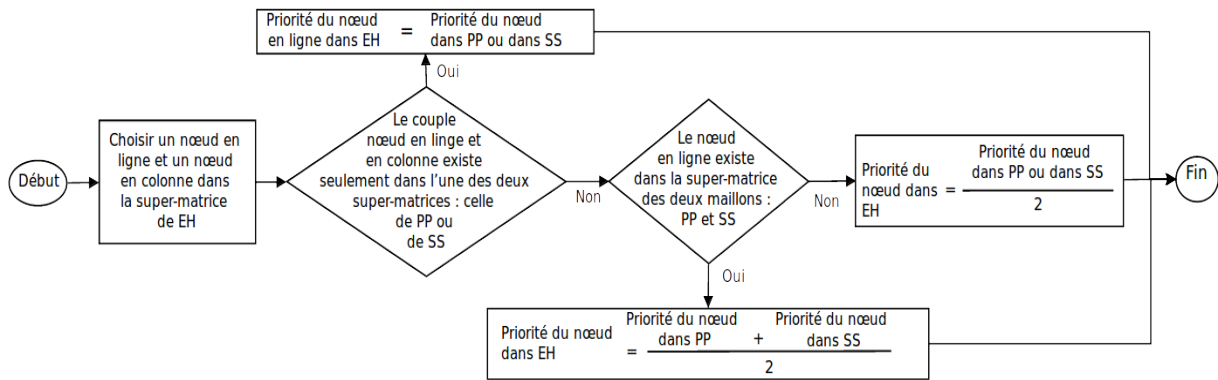 Début
Choisir un nœud en
ligne et un nœud
en colonne dans
la super-matrice
de EH
Le couple
nœud en linge et
en colonne existe
seulement dans l'une des deux
super-matrices : celle
de PP ou
de SS
Oui
Priorité du nœud
en ligne dans EH
=
Priorité du nœud
dans PP ou dans SS
Non
Le nœud
en ligne existe
dans la super-matrice
des deux maillons :
PP et SS
Non
Priorité du
nœud dans
EH
=
Priorité du nœud
dans PP ou dans SS
2
Oui
Priorité du nœud
dans EH
=
Priorité du nœud
dans PP
+
Priorité du nœud
dans SS
2
Fin